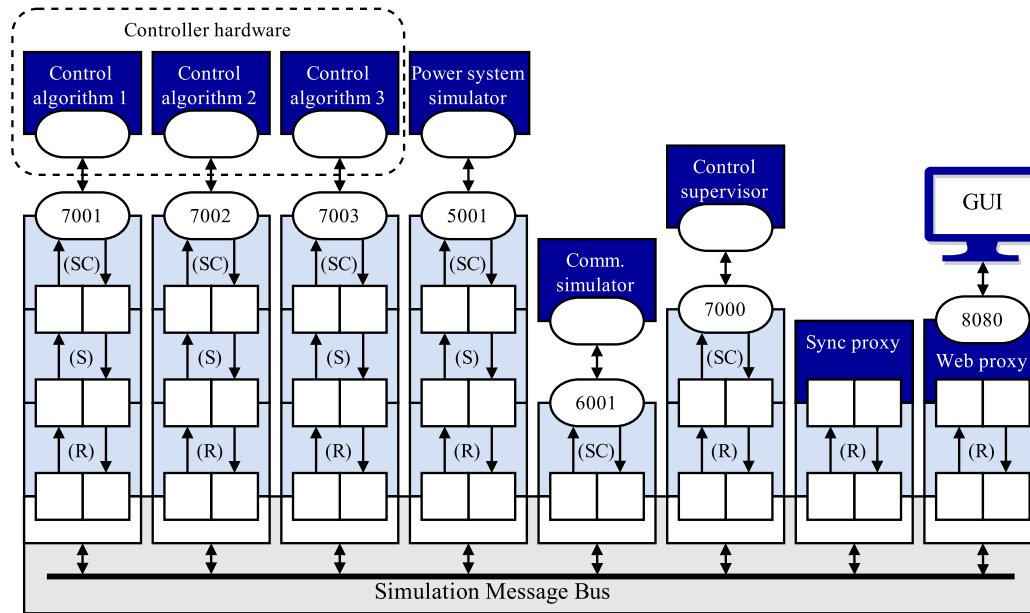 Controller hardware
Control
algorithm 1
Control
algorithm 2
Control
algorithm 3
Power system
simulator
Control
supervisor
GUI
7001
7002
7003
5001
Comm.
simulator
(SC)
(SC)
(SC)
(SC)
7000
8080
Sync proxy
Web proxy
(S)
(S)
(S)
(S)
(SC)
6001
(R)
(R)
(R)
(R)
(SC)
(R)
(R)
(R)
Simulation Message Bus